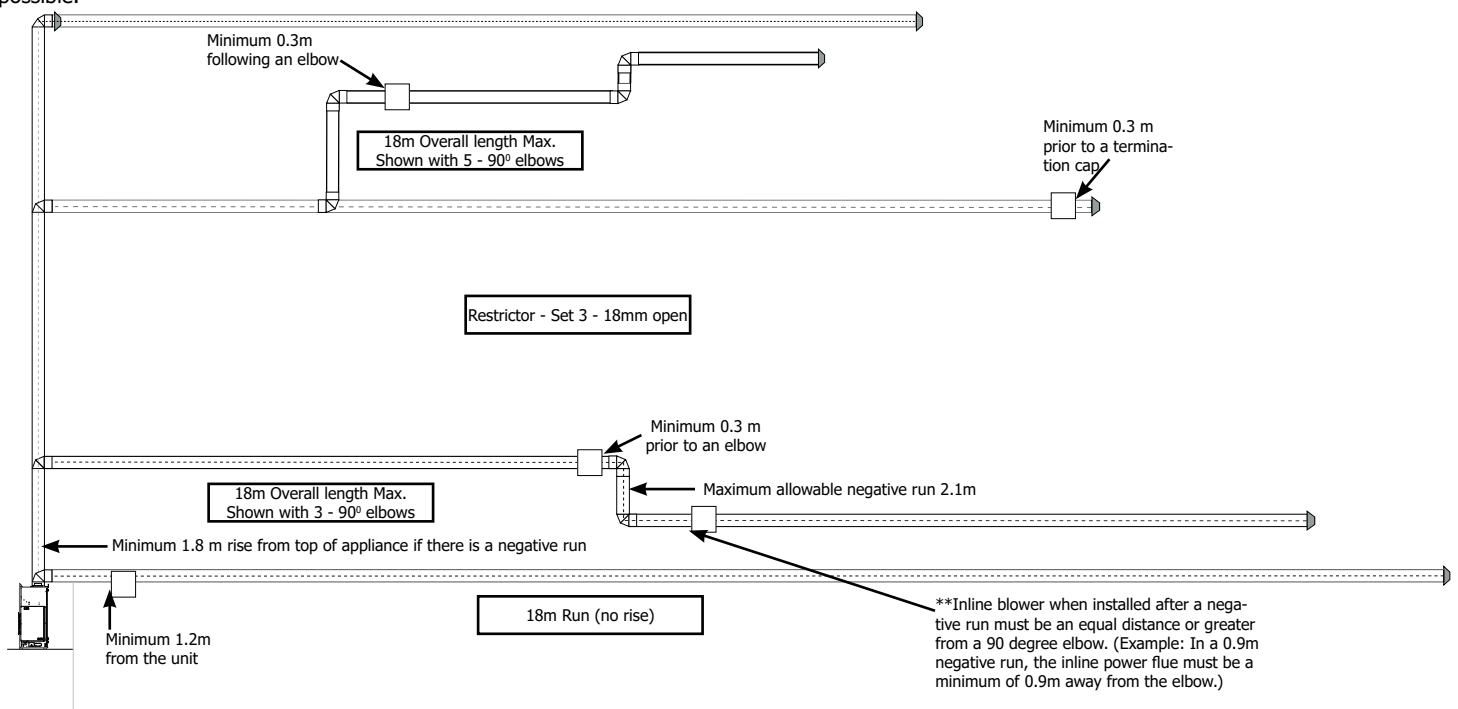 possible.
Minimum 0.3m
following an elbow
18m Overall length Max.
Shown with 5 - 90⁰ elbows
Minimum 0.3 m
prior to a termina-
tion cap
Restrictor - Set 3 - 18mm open
Minimum 0.3 m
prior to an elbow
Maximum allowable negative run 2.1m
18m Overall length Max.
Shown with 3 - 90⁰ elbows
Minimum 1.8 m rise from top of appliance if there is a negative run
18m Run (no rise)
Minimum 1.2m
from the unit
**Inline blower when installed after a nega-
tive run must be an equal distance or greater
from a 90 degree elbow. (Example: In a 0.9m
negative run, the inline power flue must be a
minimum of 0.9m away from the elbow.)